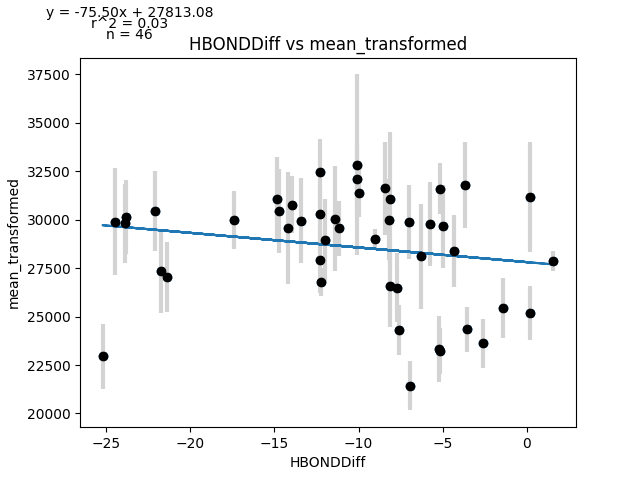 y = -75.50x + 27813.08
r^2 = 0.03
n = 46
HBONDDiff vs mean_transformed
37500
35000
32500
30000
27500
25000
22500
20000
mean_transformed
−25
−20
−15
−10
−5
0
HBONDDiff